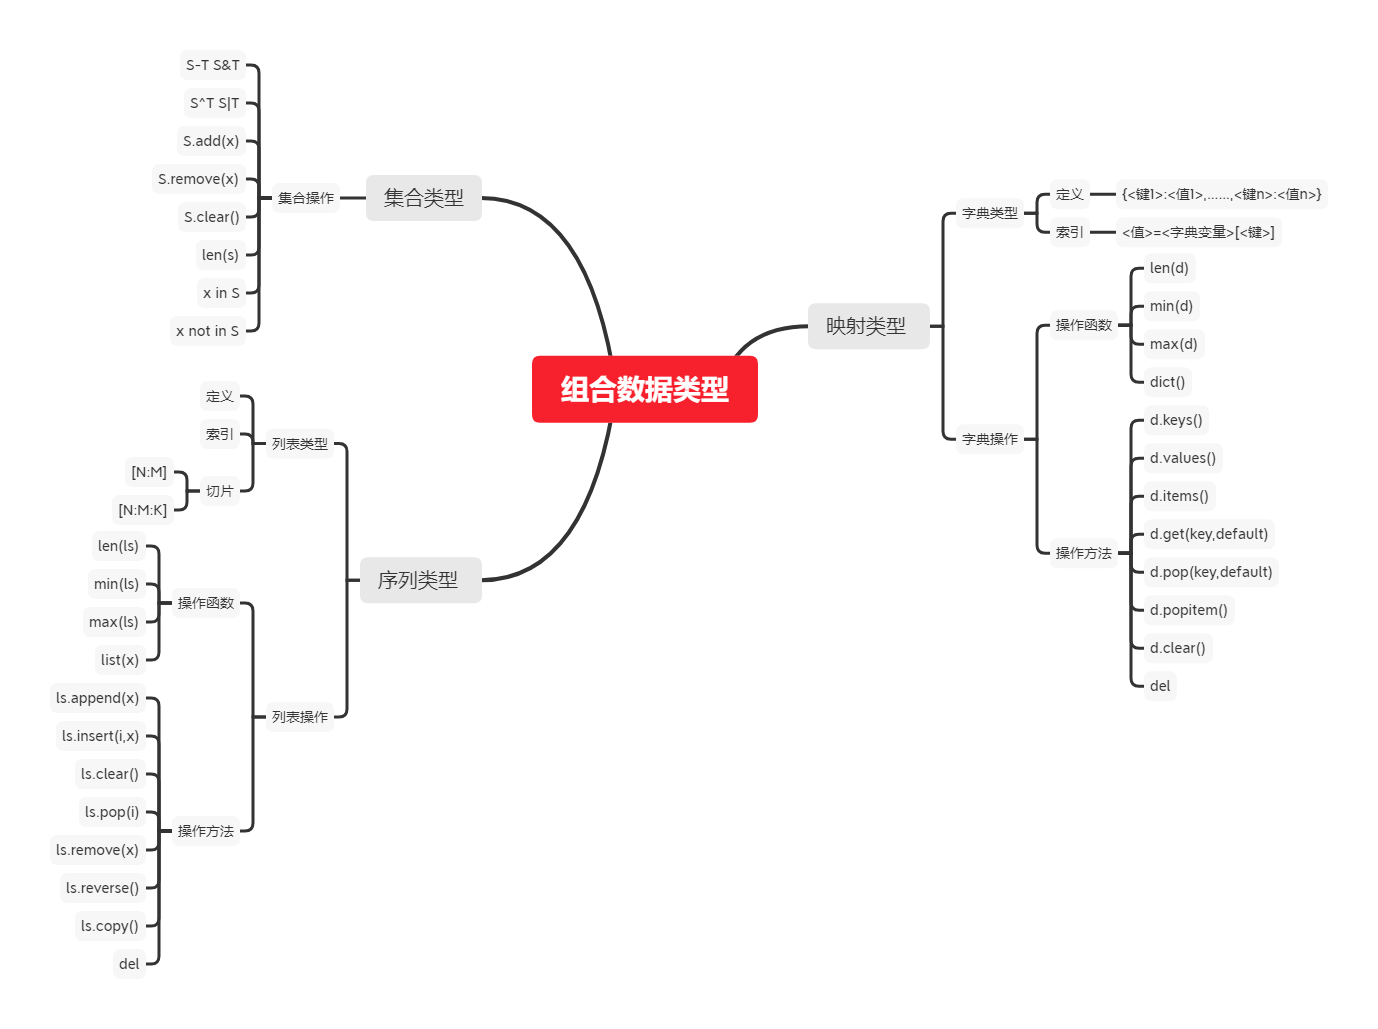 组合数据类型
集合类型
集合操作
S-T S&T
S^T S|T
S.add(x)
S.remove(x)
S.clear()
len(s)
x in S
x not in S
序列类型
列表类型
定义
索引
切片
[N:M]
[N:M:K]
列表操作
操作函数
len(ls)
min(ls)
max(ls)
list(x)
操作方法
ls.append(x)
ls.insert(i,x)
ls.clear()
ls.pop(i)
ls.remove(x)
ls.reverse()
ls.copy()
del
映射类型
字典类型
定义
{<键1>:<值1>,......,<键n>:<值n>}
索引
<值>=<字典变量>[<键>]
字典操作
操作函数
len(d)
min(d)
max(d)
dict()
操作方法
d.keys()
d.values()
d.items()
d.get(key,default)
d.pop(key,default)
d.popitem()
d.clear()
del